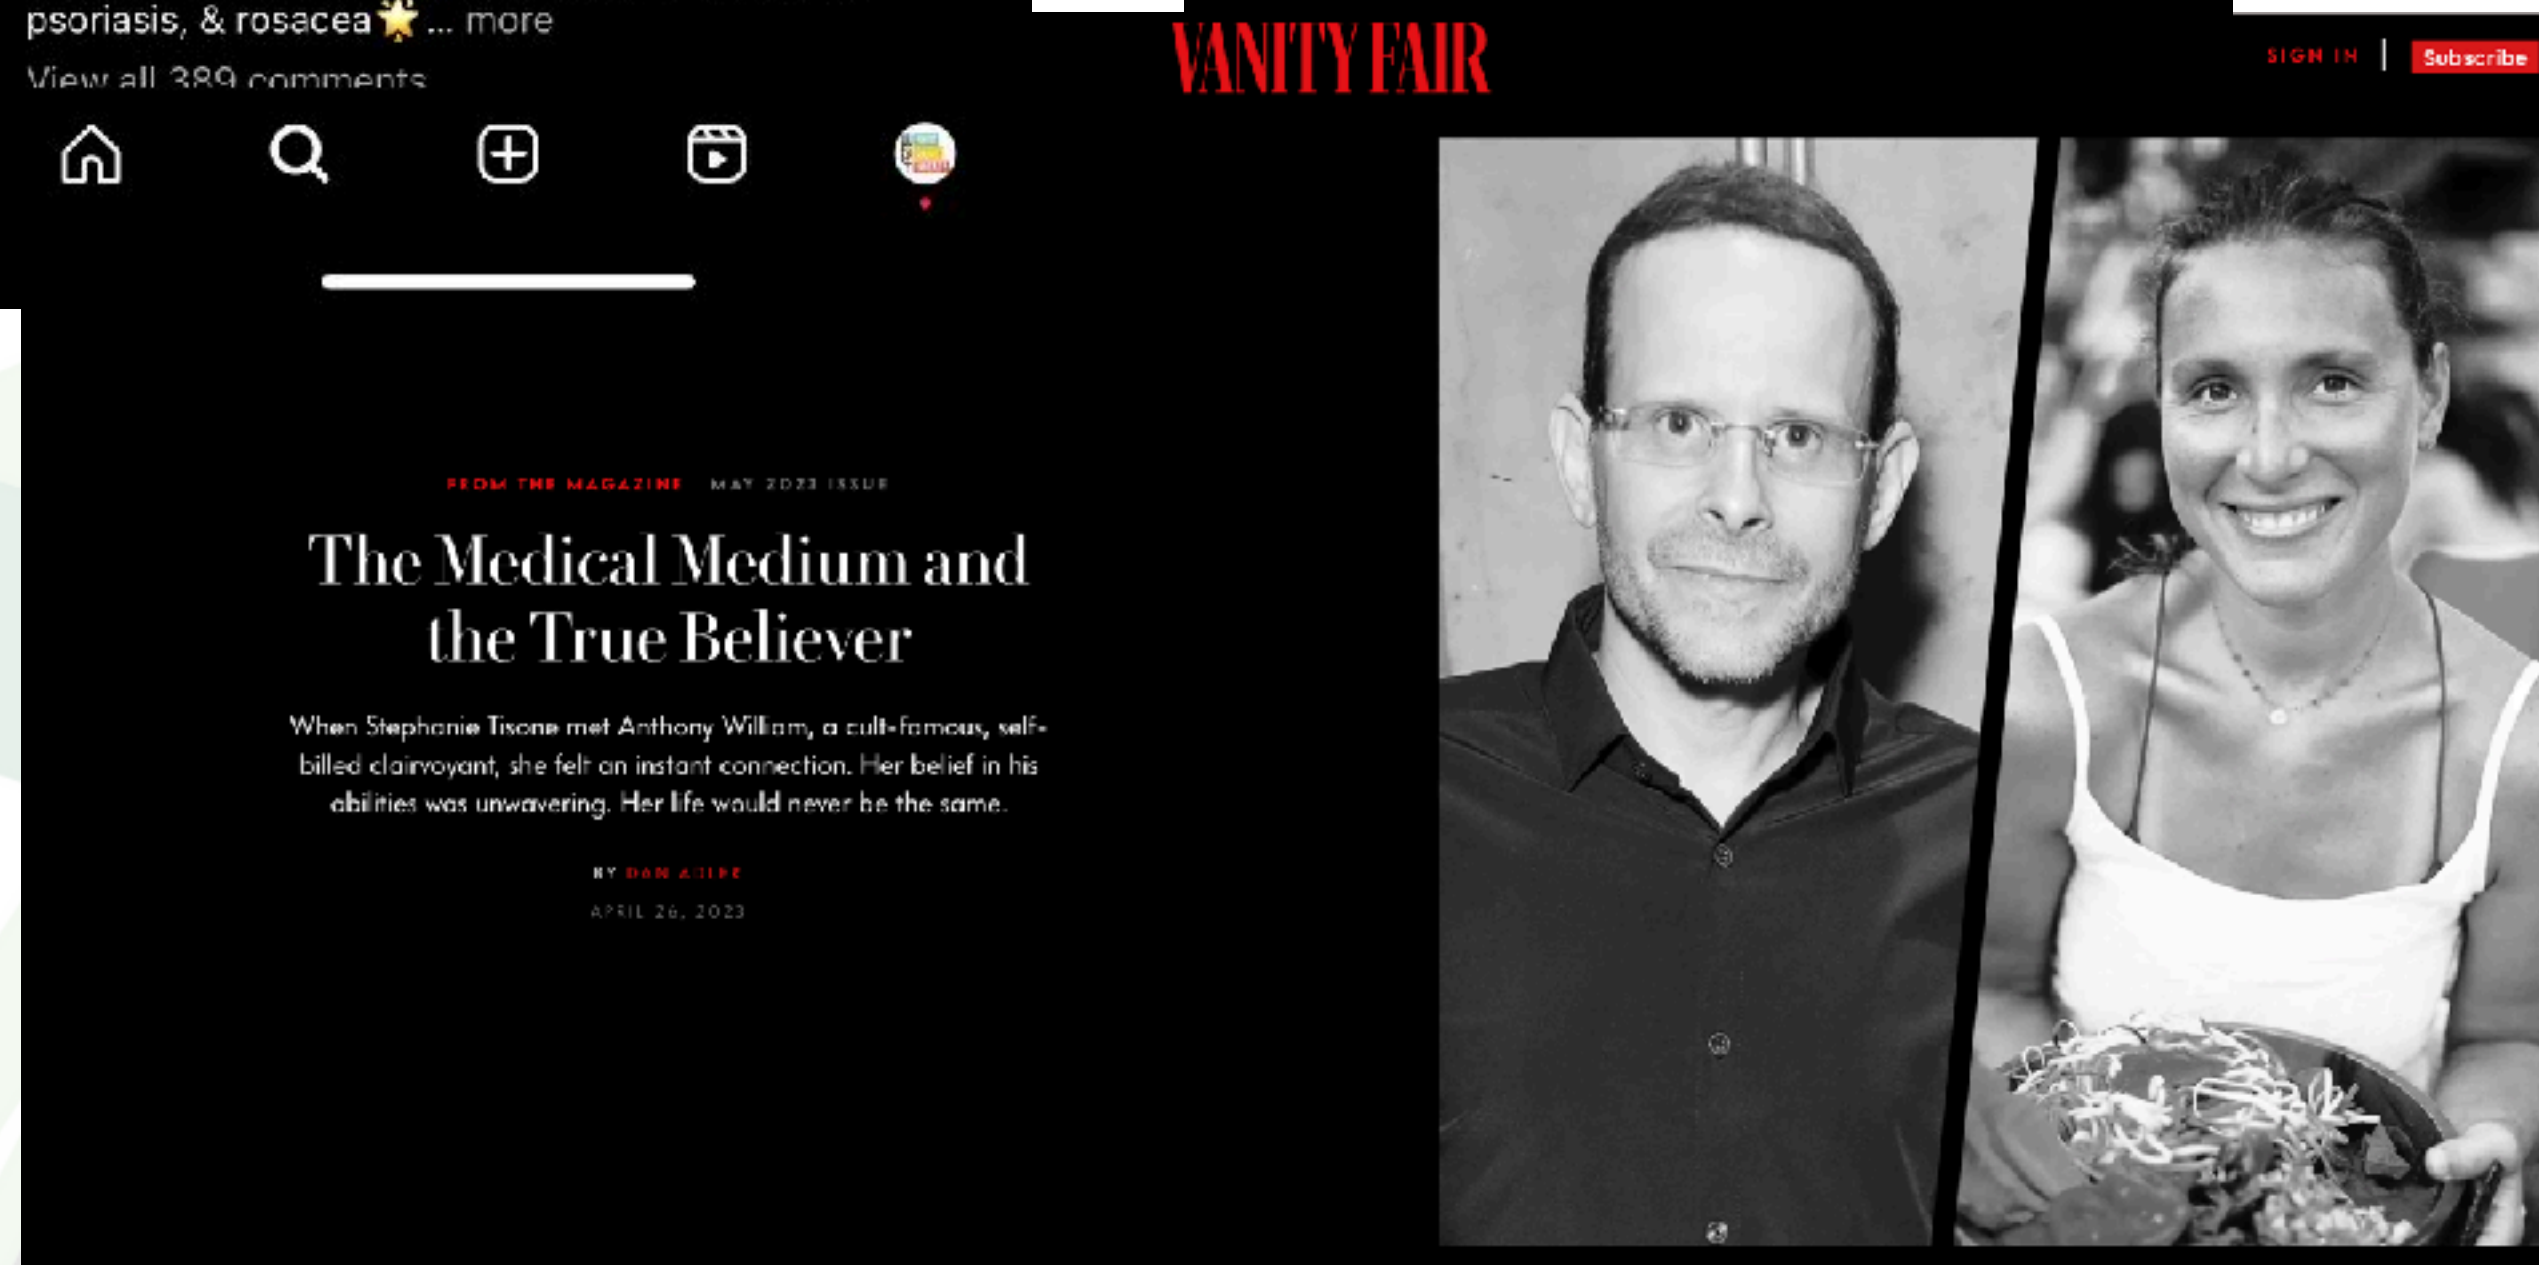 psoriasis, & rosacea🌟 ... more
View all 389 comments
VANITY FAIR
SIGN IN | Subscribe
FROM THE MAGAZINE MAY 2023 ISSUE
The Medical Medium and
the True Believer
When Stephanie Tisone met Anthony William, a cult-famous, self-
billed clairvoyant, she felt an instant connection. Her belief in his
abilities was unwavering. Her life would never be the same.
BY DAN ADLER
APRIL 26, 2023